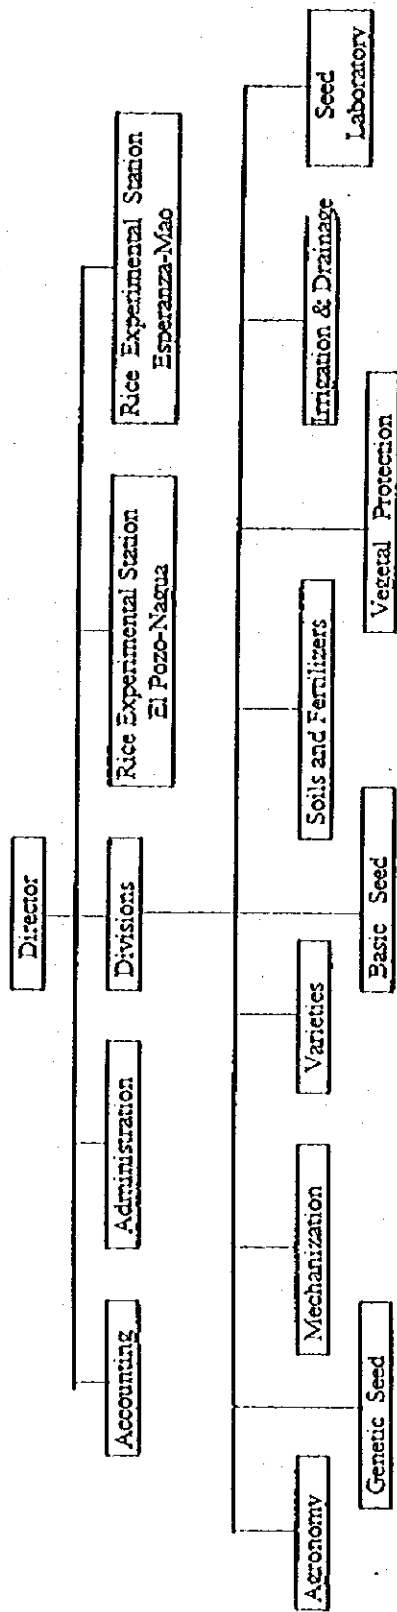 Director
Accounting
Administration
Divisions
Rice Experimental Station
El Pozo-Nagua
Rice Experimental Station
Esperanza-Mao
Agronomy
Mechanization
Varieties
Soils and Fertilizers
Irrigation & Drainage
Seed
Laboratory
Genetic Seed
Basic Seed
Vegetal Protection